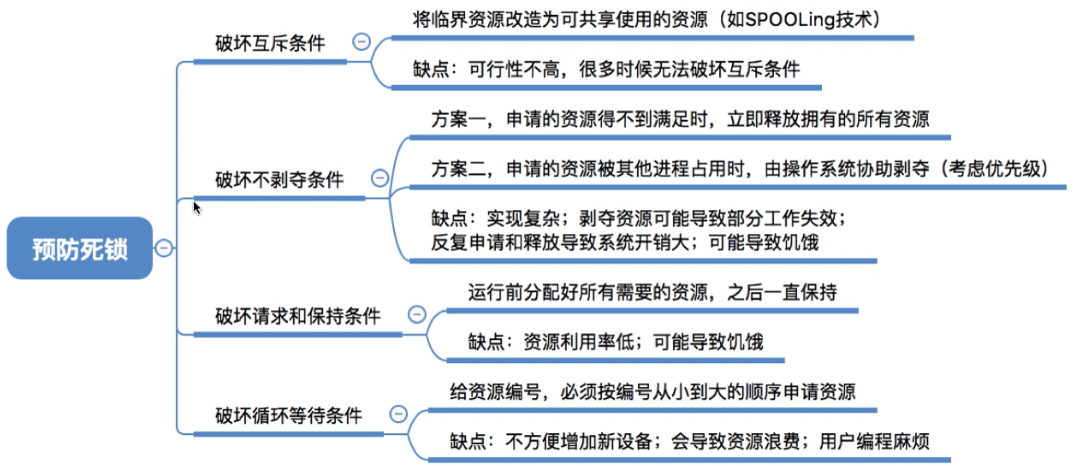 预防死锁
破坏互斥条件
将临界资源改造为可共享使用的资源（如SPOOLing技术）
缺点：可行性不高，很多时候无法破坏互斥条件
破坏不剥夺条件
方案一，申请的资源得不到满足时，立即释放拥有的所有资源
方案二，申请的资源被其他进程占用时，由操作系统协助剥夺（考虑优先级）
缺点：实现复杂；剥夺资源可能导致部分工作失效；
反复申请和释放导致系统开销大；可能导致饥饿
破坏请求和保持条件
运行前分配好所有需要的资源，之后一直保持
缺点：资源利用率低；可能导致饥饿
破坏循环等待条件
给资源编号，必须按编号从小到大的顺序申请资源
缺点：不方便增加新设备；会导致资源浪费；用户编程麻烦